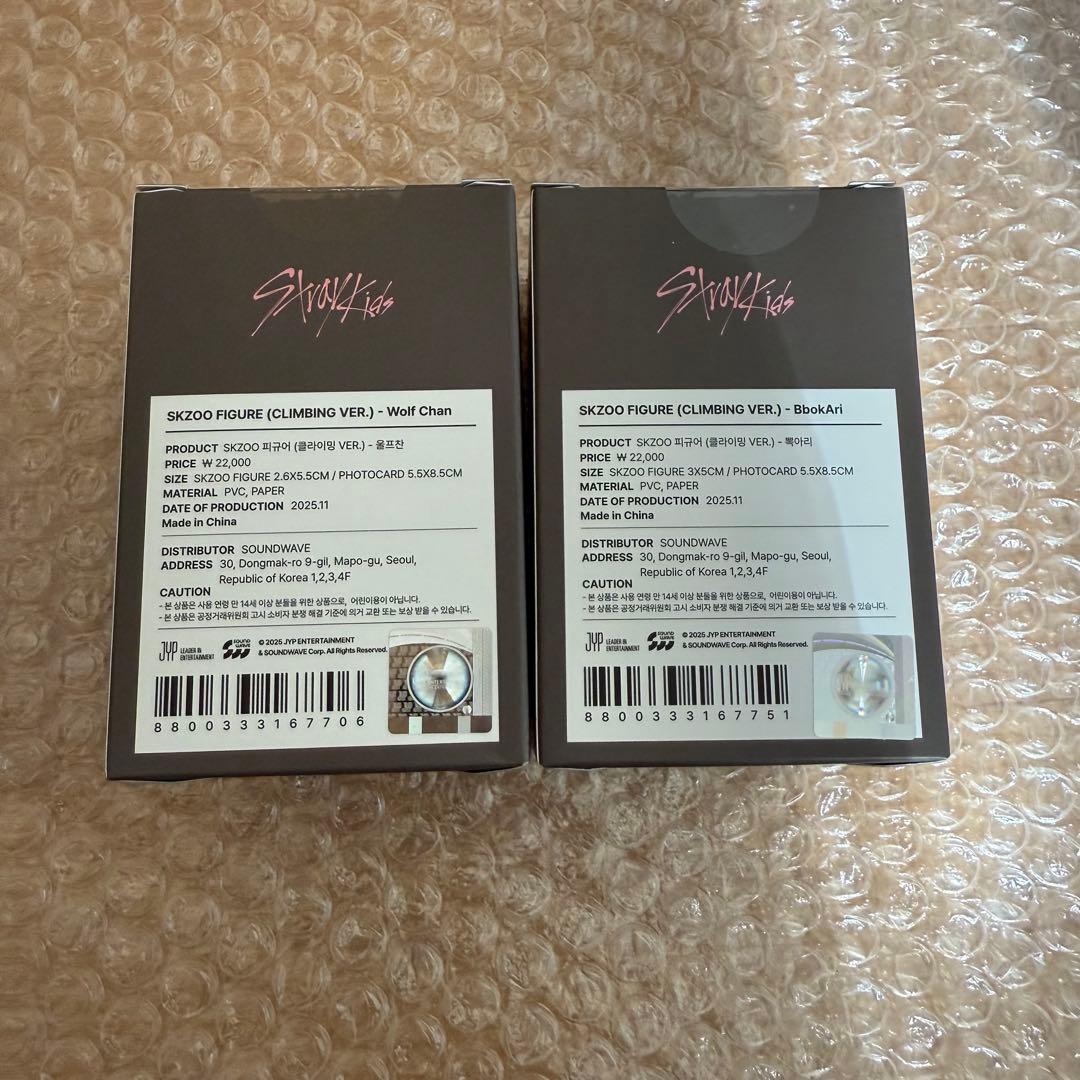 Stray Kids
SKZOO FIGURE (CLIMBING VER.) - Wolf Chan
PRODUCT SKZOO 피규어 (클라이밍 VER.) - 울프찬
PRICE ₩ 22,000
SIZE SKZOO FIGURE 2.6X5.5CM / PHOTOCARD 5.5X8.5CM
MATERIAL PVC, PAPER
DATE OF PRODUCTION 2025.11
Made in China
DISTRIBUTOR SOUNDWAVE
ADDRESS 30, Dongmak-ro 9-gil, Mapo-gu, Seoul,
Republic of Korea 1,2,3,4F
CAUTION
- 본 상품은 사용 연령 만 14세 이상 분들을 위한 상품으로, 어린이용이 아닙니다.
- 본 상품은 공정거래위원회 고시 소비자 분쟁 해결 기준에 의거 교환 또는 보상 받을 수 있습니다.
JYP LEADER IN
ENTERTAINMENT
SOUND
WAVE
© 2025 JYP ENTERTAINMENT
& SOUNDWAVE Corp. All Rights Reserved.
8800333167706
Stray Kids
SKZOO FIGURE (CLIMBING VER.) - BbokAri
PRODUCT SKZOO 피규어 (클라이밍 VER.) - 뽁아리
PRICE ₩ 22,000
SIZE SKZOO FIGURE 3X5CM / PHOTOCARD 5.5X8.5CM
MATERIAL PVC, PAPER
DATE OF PRODUCTION 2025.11
Made in China
DISTRIBUTOR SOUNDWAVE
ADDRESS 30, Dongmak-ro 9-gil, Mapo-gu, Seoul,
Republic of Korea 1,2,3,4F
CAUTION
- 본 상품은 사용 연령 만 14세 이상 분들을 위한 상품으로, 어린이용이 아닙니다.
- 본 상품은 공정거래위원회 고시 소비자 분쟁 해결 기준에 의거 교환 또는 보상 받을 수 있습니다.
JYP LEADER IN
ENTERTAINMENT
SOUND
WAVE
© 2025 JYP ENTERTAINMENT
& SOUNDWAVE Corp. All Rights Reserved.
8800333167751